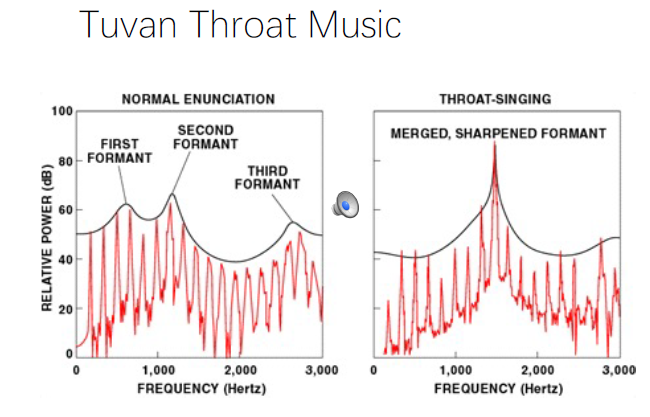 Tuvan Throat Music
NORMAL ENUNCIATION
THROAT-SINGING
100
80
60
40
20
0
RELATIVE POWER (dB)
FIRST
FORMANT
SECOND
FORMANT
THIRD
FORMANT
MERGED, SHARPENED FORMANT
0 1,000 2,000 3,000
FREQUENCY (Hertz)
0 1,000 2,000 3,000
FREQUENCY (Hertz)